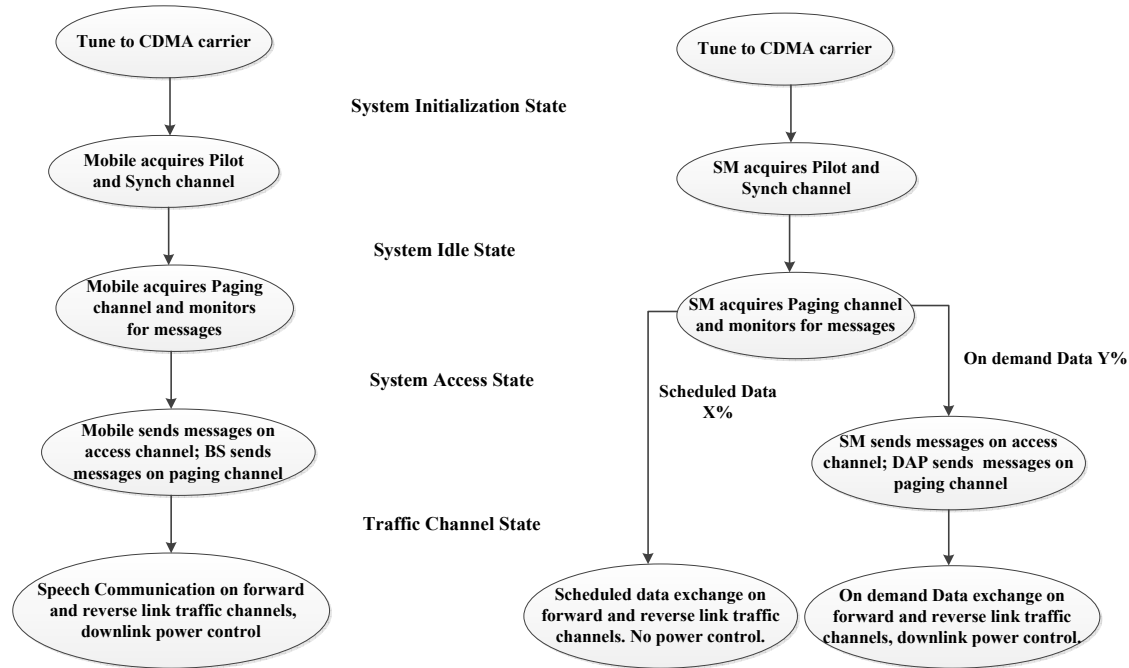 Tune to CDMA carrier
Mobile acquires Pilot
and Synch channel
Mobile acquires Paging
channel and monitors
for messages
Mobile sends messages on
access channel; BS sends
messages on paging channel
Speech Communication on forward
and reverse link traffic channels,
downlink power control
System Initialization State
System Idle State
System Access State
Traffic Channel State
Tune to CDMA carrier
SM acquires Pilot and
Synch channel
SM acquires Paging channel
and monitors for messages
Scheduled Data
X%
On demand Data Y%
SM sends messages on access
channel; DAP sends messages on
paging channel
Scheduled data exchange on
forward and reverse link traffic
channels. No power control.
On demand Data exchange on
forward and reverse link traffic
channels, downlink power control.